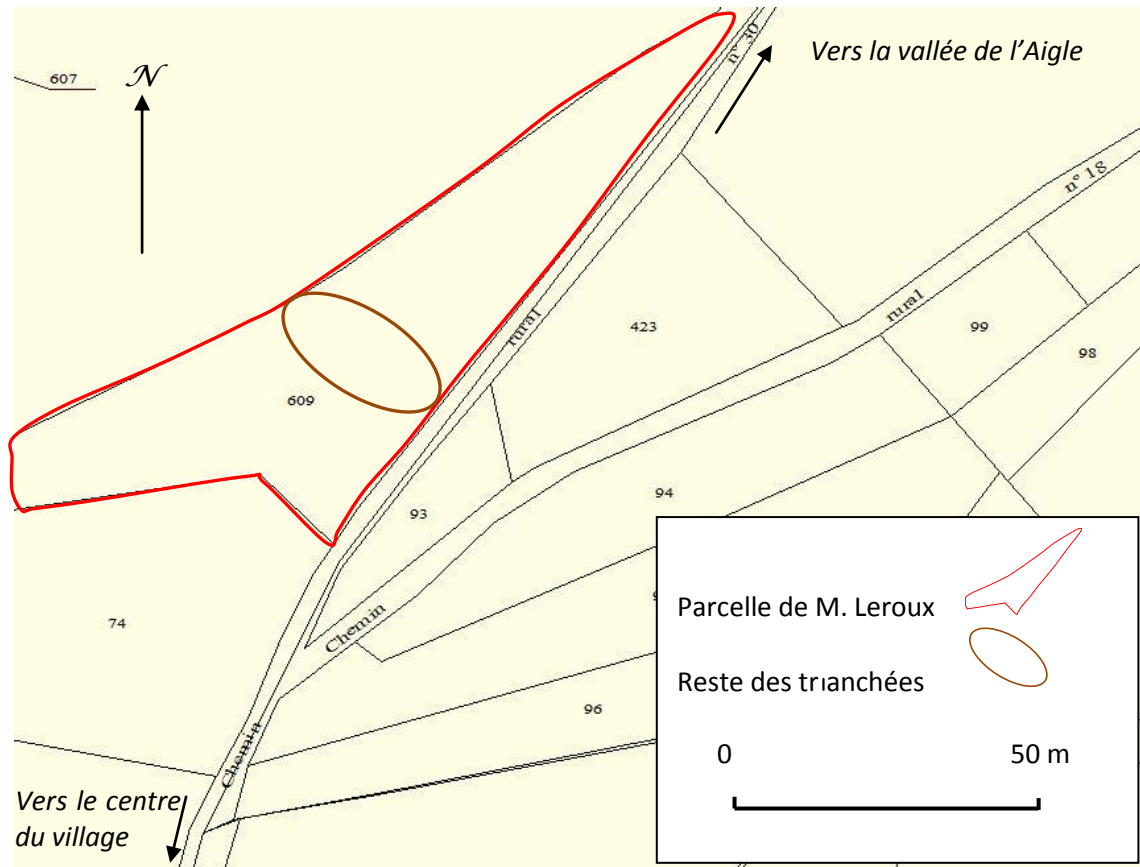 Vers la vallée de l’Aigle
607
N
n° 30
n° 18
rural
rural
423
99
98
609
94
93
Chemin
74
96
Chemin
Vers le centre
du village
Parcelle de M. Leroux
Reste des trıanchées
0 50 m